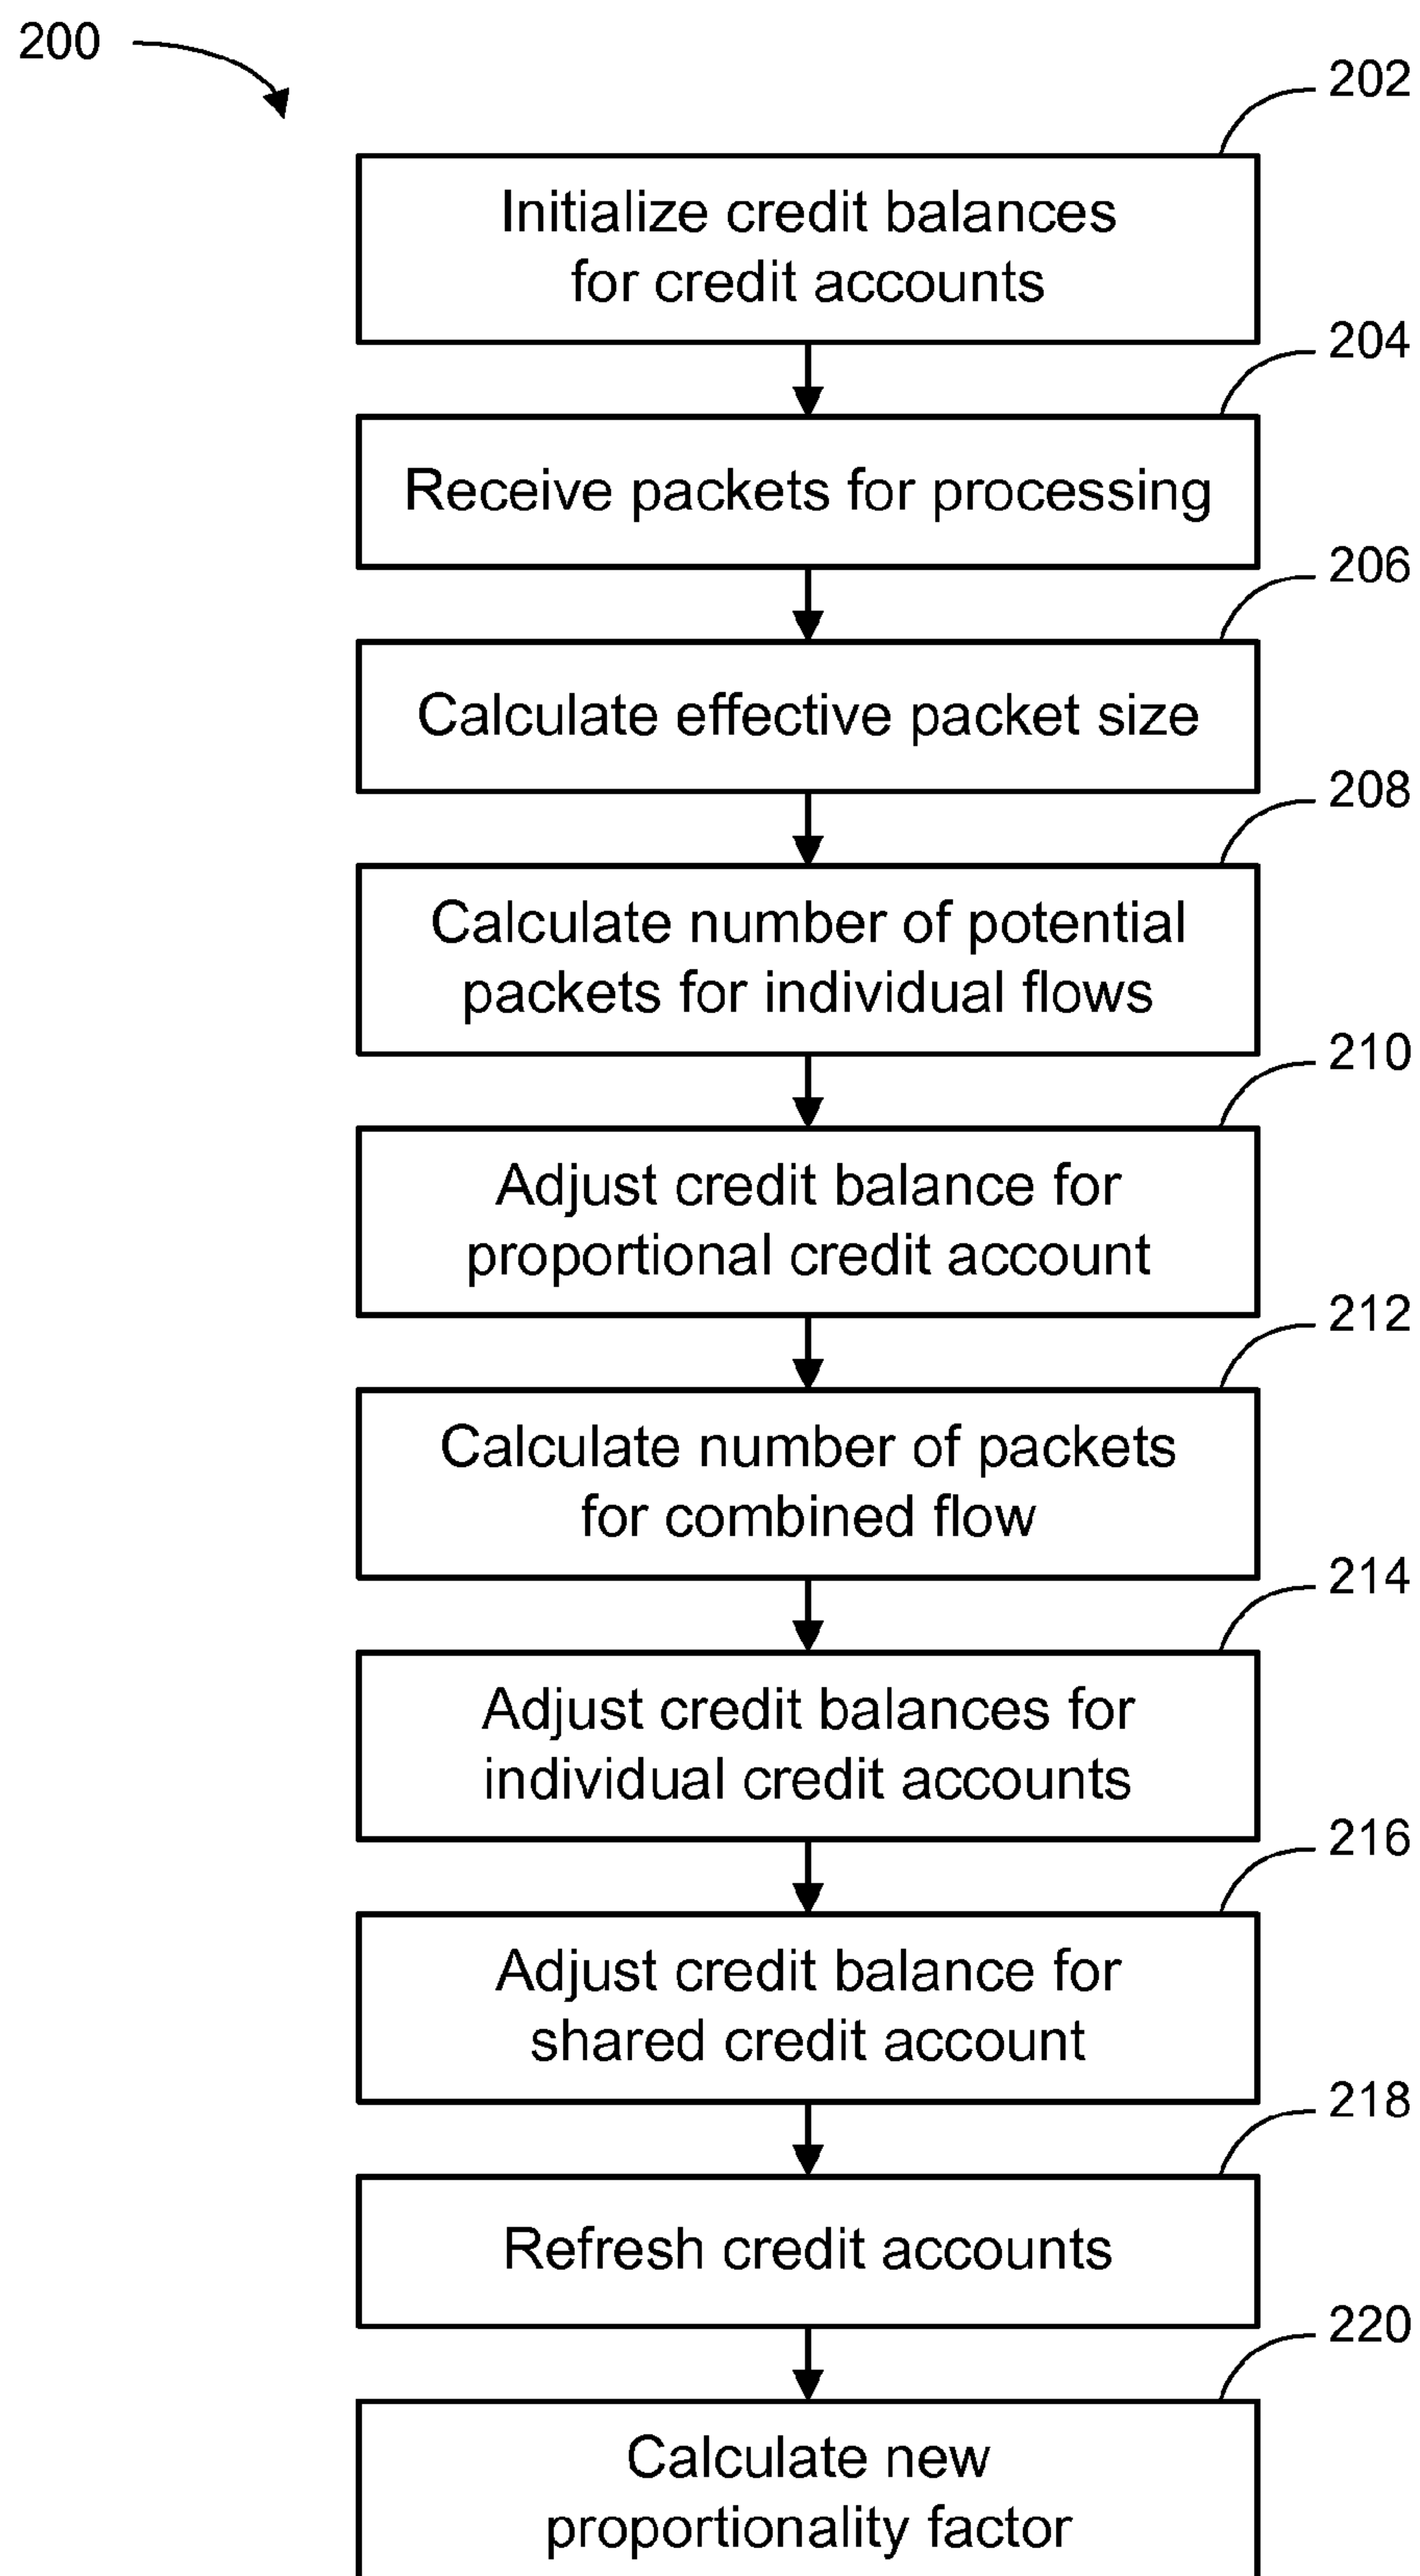 200
202
Initialize credit balances
for credit accounts
204
Receive packets for processing
206
Calculate effective packet size
208
Calculate number of potential
packets for individual flows
210
Adjust credit balance for
proportional credit account
212
Calculate number of packets
for combined flow
214
Adjust credit balances for
individual credit accounts
216
Adjust credit balance for
shared credit account
218
Refresh credit accounts
220
Calculate new
proportionality factor